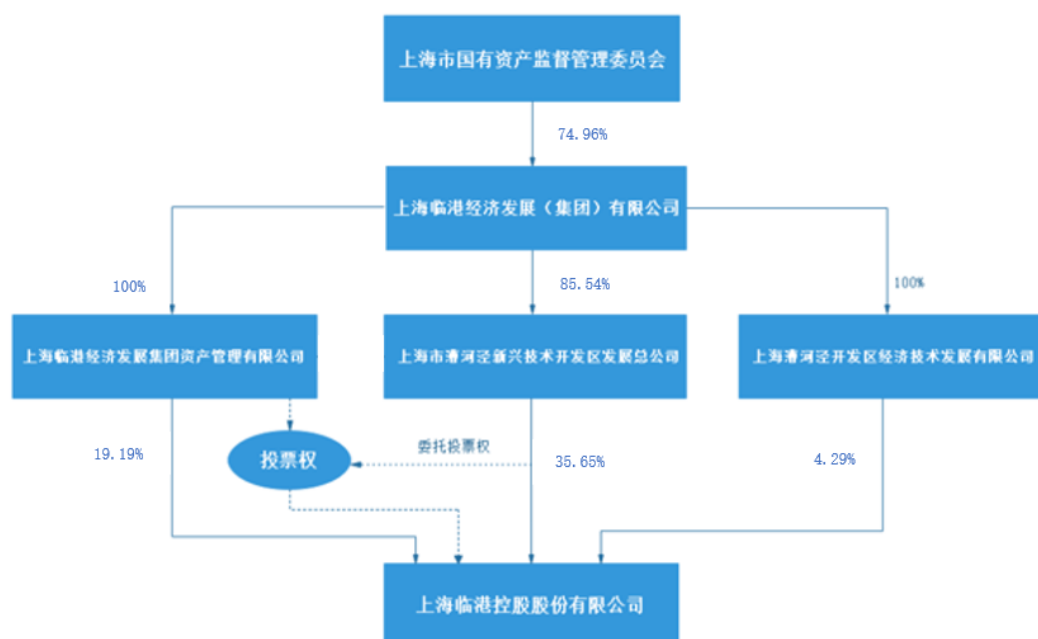 上海市国有资产监督管理委员会
74.96%
上海临港经济发展（集团）有限公司
100%
85.54%
100%
上海临港经济发展集团资产管理有限公司
上海市漕河泾新兴技术开发区发展总公司
上海漕河泾开发区经济技术发展有限公司
19.19%
投票权
委托投票权
35.65%
4.29%
上海临港控股股份有限公司